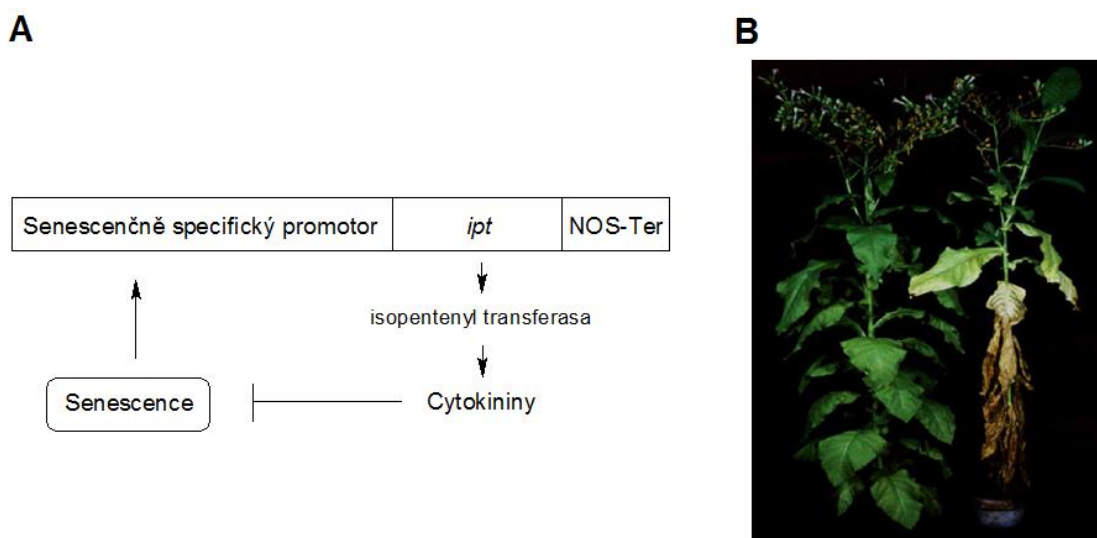 A
B
Senescenčně specifický promotor
ipt
NOS-Ter
isopentenyl transferasa
Senescence
Cytokininy